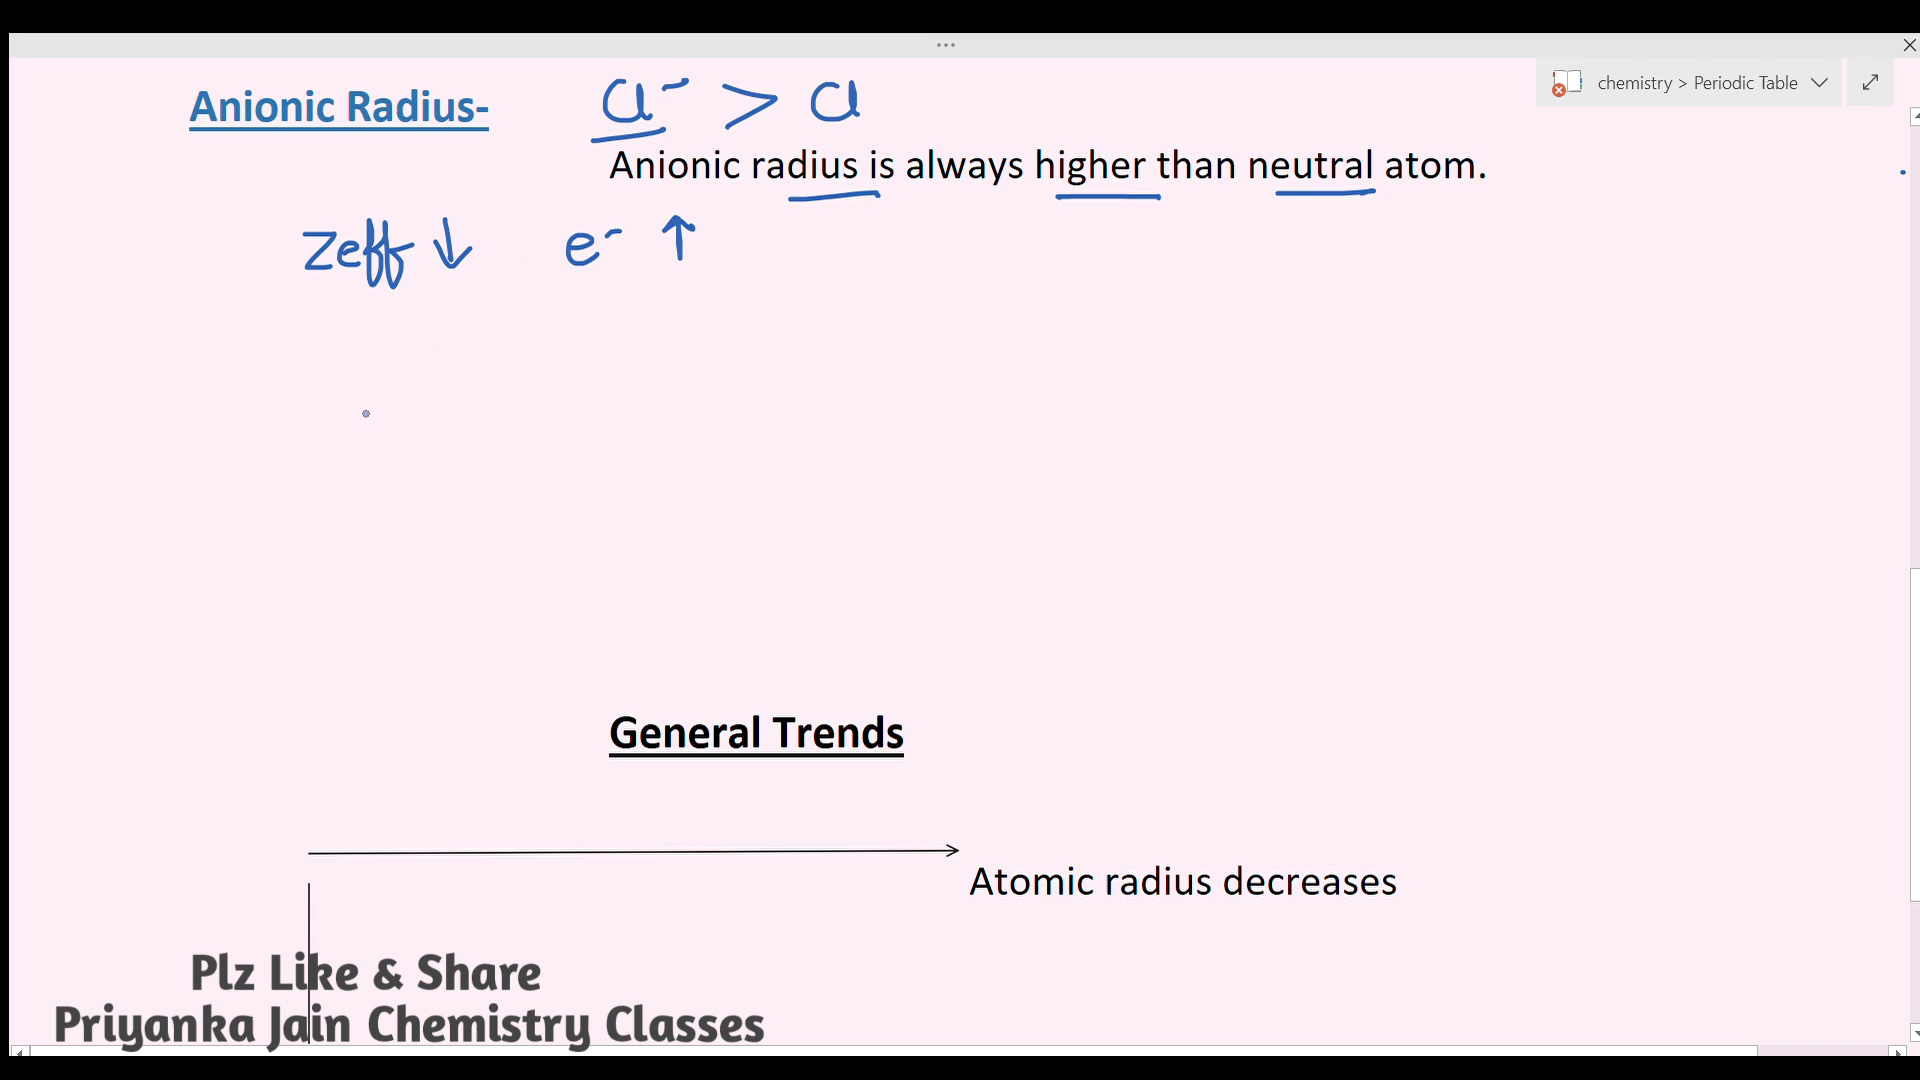 chemistry > Periodic Table
Anionic Radius- Cl⁻ > Cl
Anionic radius is always higher than neutral atom.
Zeff ↓ e⁻ ↑
General Trends
Atomic radius decreases
Plz Like & Share
Priyanka Jain Chemistry Classes